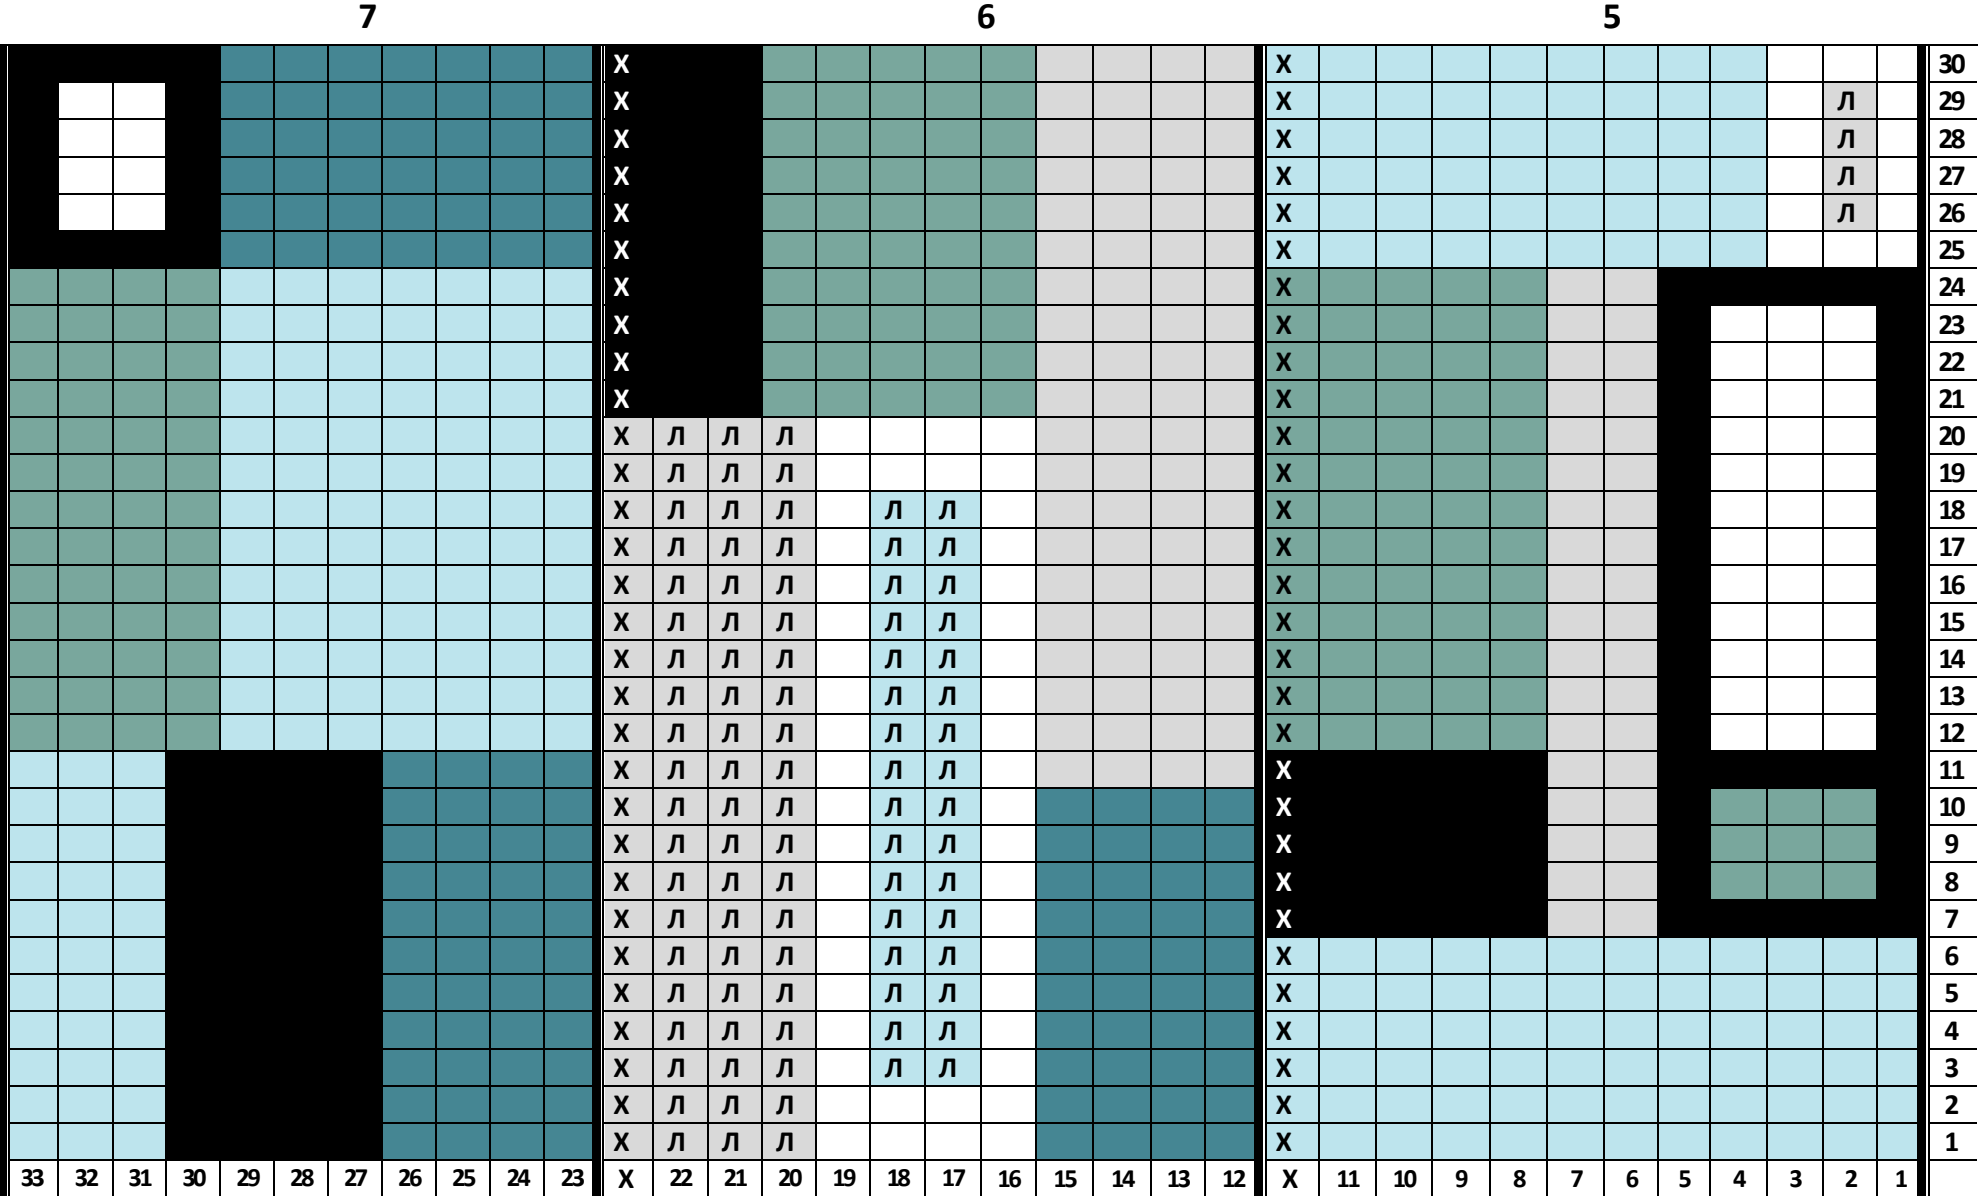 7 6 5
X X 30
X X Л 29
X X Л 28
X X Л 27
X X Л 26
X X 25
X X 24
X X 23
X X 22
X X 21
X Л Л Л X 20
X Л Л Л X 19
X Л Л Л Л Л X 18
X Л Л Л Л Л X 17
X Л Л Л Л Л X 16
X Л Л Л Л Л X 15
X Л Л Л Л Л X 14
X Л Л Л Л Л X 13
X Л Л Л Л Л X 12
X Л Л Л Л Л X 11
X Л Л Л Л Л X 10
X Л Л Л Л Л X 9
X Л Л Л Л Л X 8
X Л Л Л Л Л X 7
X Л Л Л Л Л X 6
X Л Л Л Л Л X 5
X Л Л Л Л Л X 4
X Л Л Л Л Л X 3
X Л Л Л X 2
X Л Л Л X 1
33 32 31 30 29 28 27 26 25 24 23 X 22 21 20 19 18 17 16 15 14 13 12 X 11 10 9 8 7 6 5 4 3 2 1